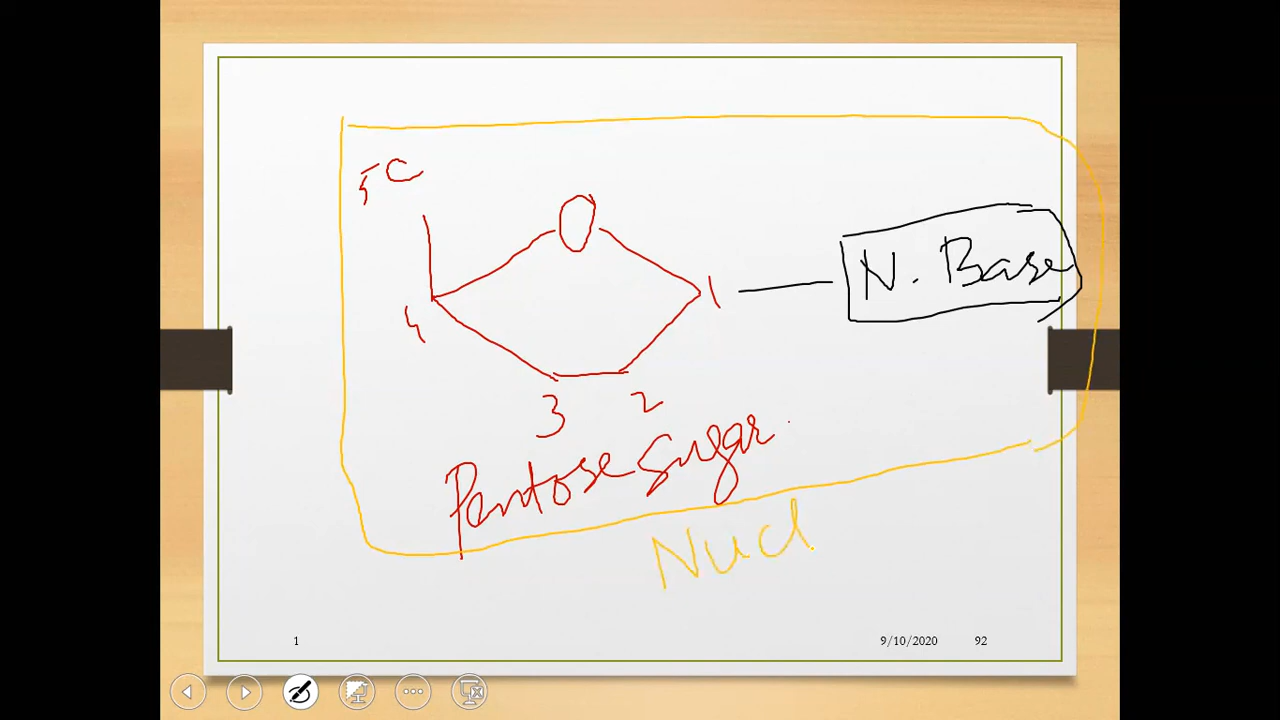 5C
O
1
N. Base
4
3 2
Pentose sugar
Nucl
1 9/10/2020 92